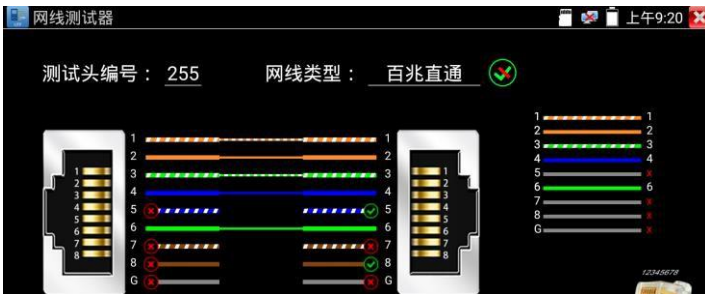 网线测试器 上午9:20
测试头编号： 255 网线类型： 百兆直通
1 1 1 1
2 2 2 2
3 3 3 3
4 4 4 4
5 5 5 x
6 6 6 6
7 7 7 x
8 8 8 x
G G G x
1 1
2 2
3 3
4 4
5 5
6 6
7 7
8 8
12345678